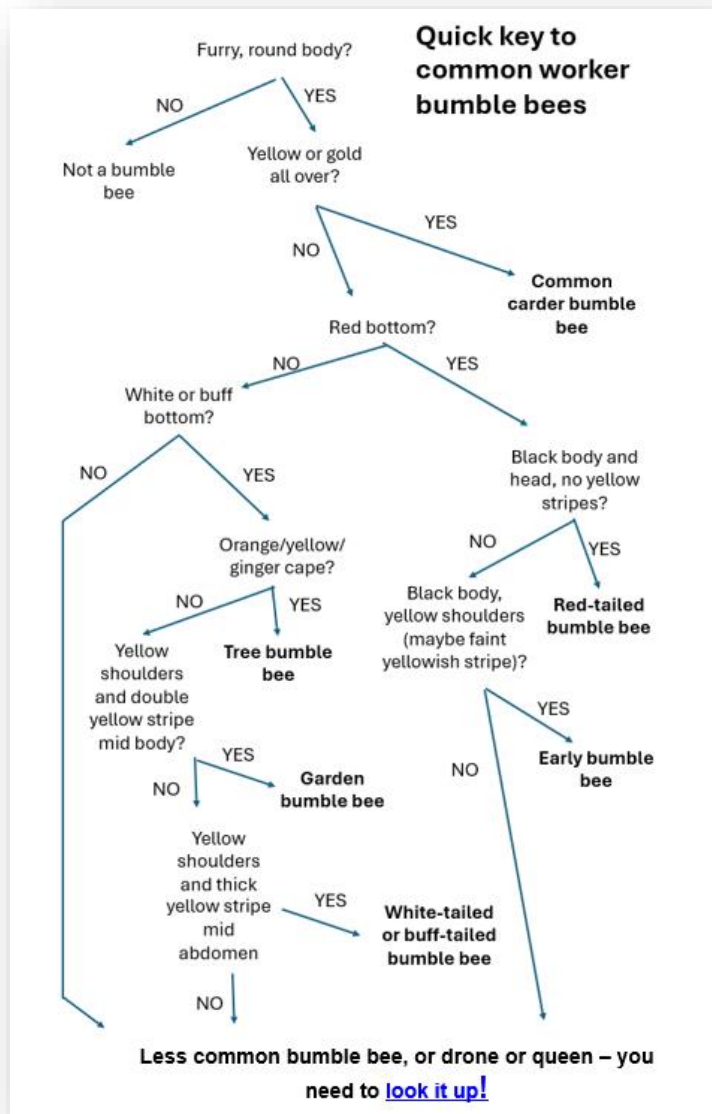 Quick key to
common worker
bumble bees
Furry, round body?
NO
YES
Not a bumble
bee
Yellow or gold
all over?
NO
YES
Common
carder bumble
bee
Red bottom?
NO
YES
White or buff
bottom?
NO
YES
Black body and
head, no yellow
stripes?
NO
YES
Orange/yellow/
ginger cape?
NO
YES
Black body,
yellow shoulders
(maybe faint
yellowish stripe)?
Red-tailed
bumble bee
Yellow
shoulders
and double
yellow stripe
mid body?
Tree bumble
bee
YES
NO
YES
NO
Early bumble
bee
Garden
bumble bee
Yellow
shoulders
and thick
yellow stripe
mid
abdomen
YES
White-tailed
or buff-tailed
bumble bee
NO
Less common bumble bee, or drone or queen – you
need to look it up!